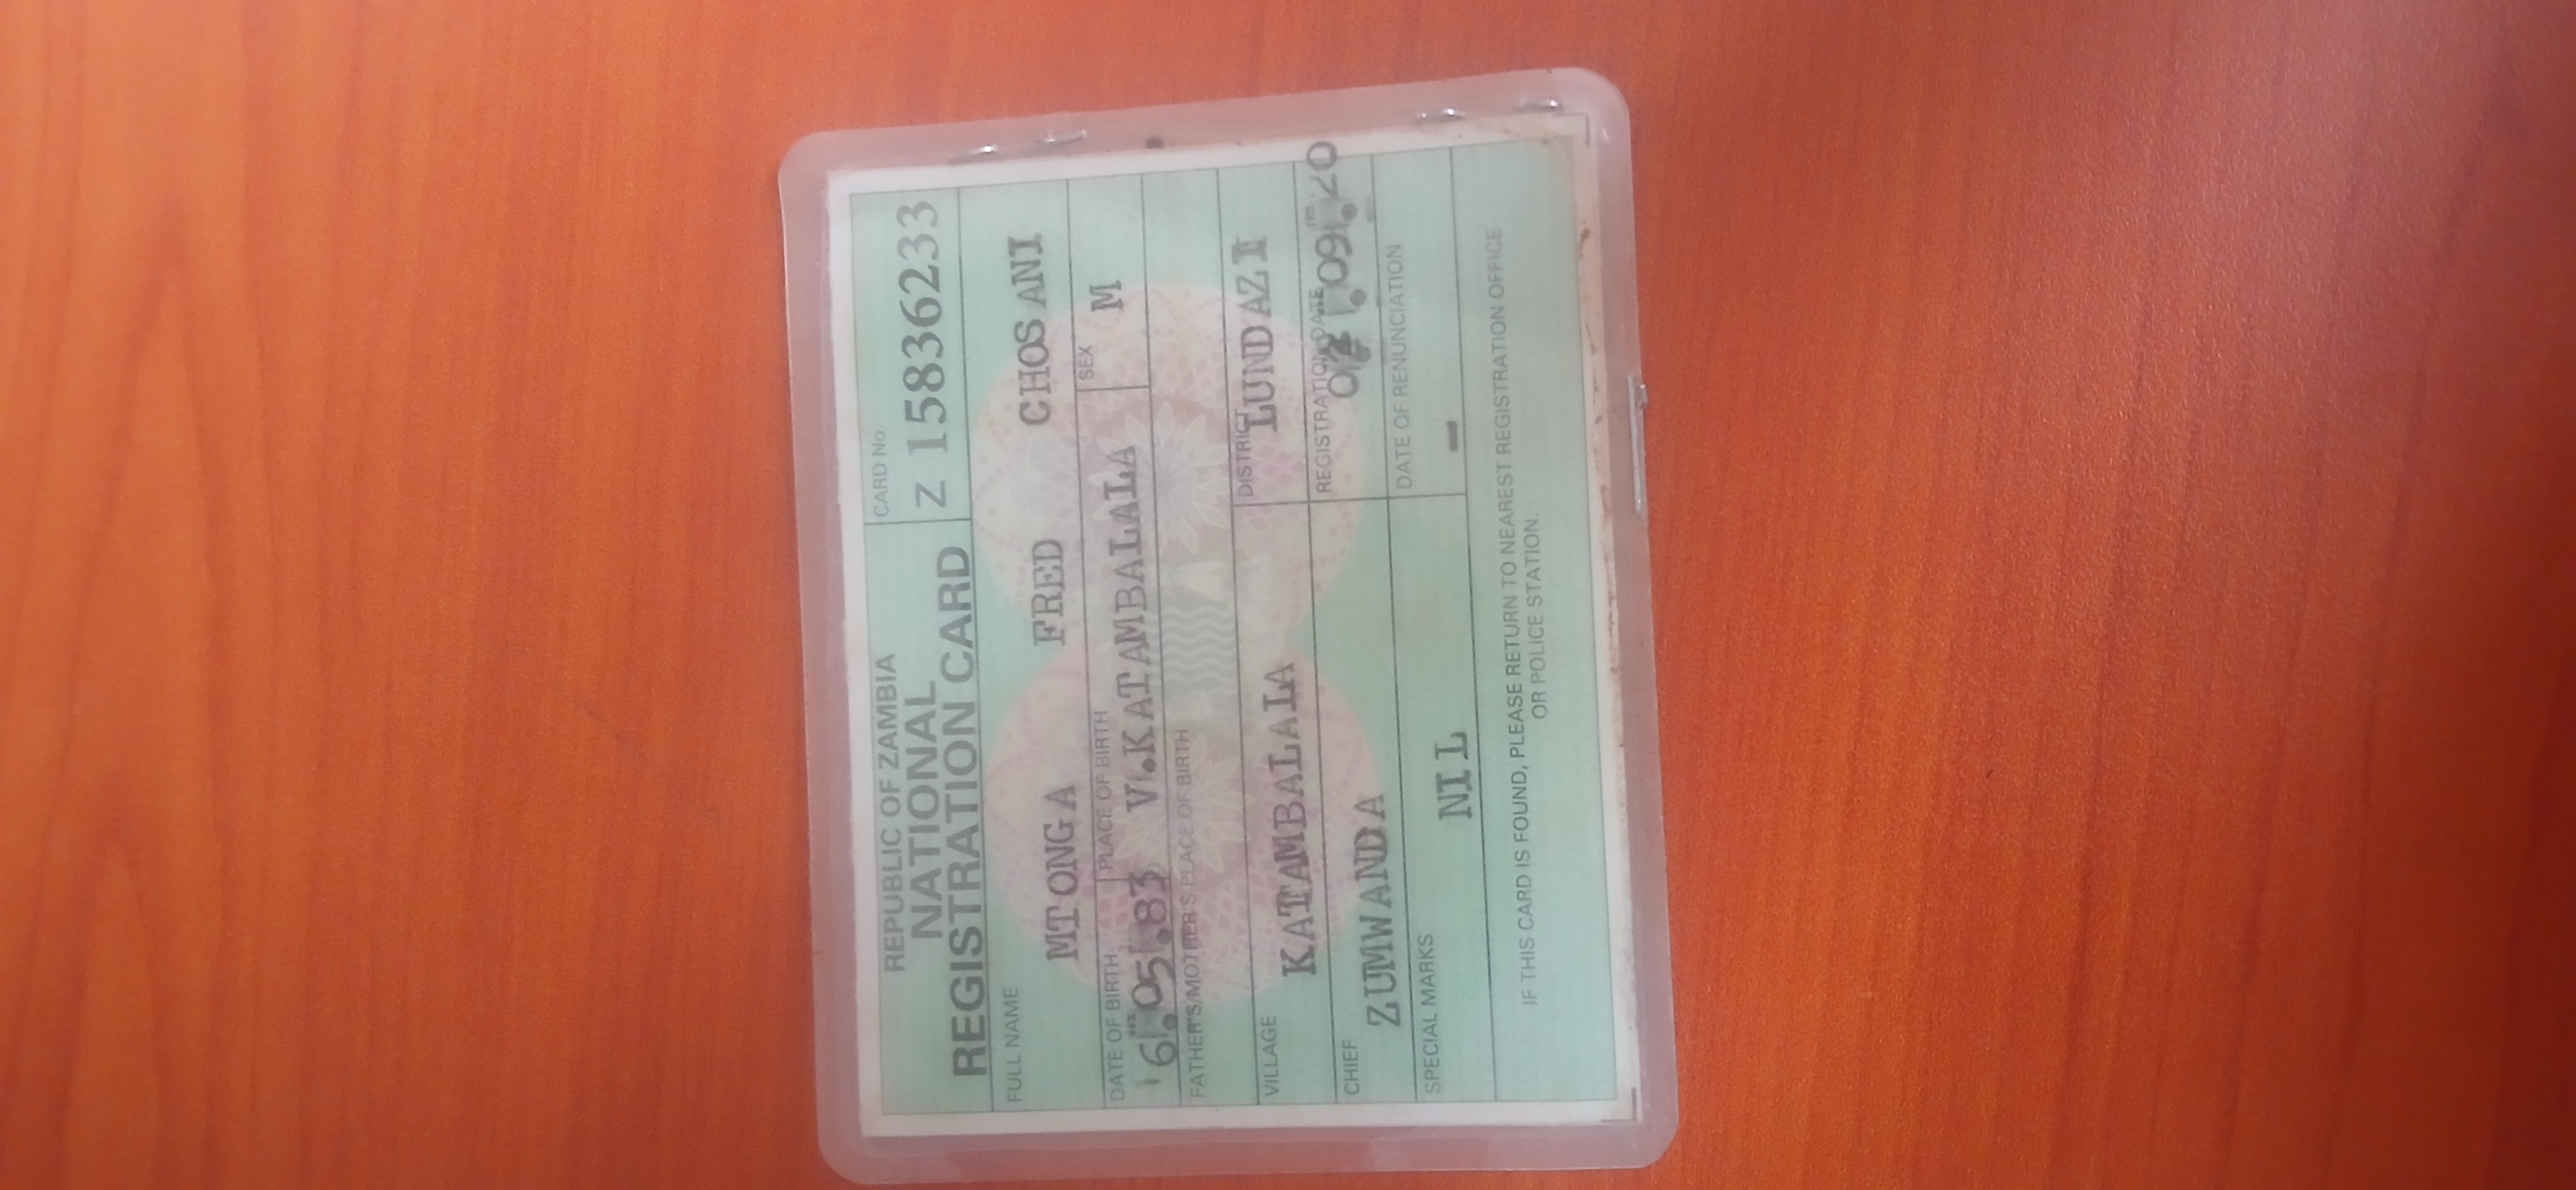 REPUBLIC OF ZAMBIA
NATIONAL
REGISTRATION CARD
CARD No.
Z 15836233
FULL NAME
MTONGA FRED CHOSANI
DATE OF BIRTH PLACE OF BIRTH SEX
16.05.83 V.KATAMBALALA M
FATHER'S/MOTHER'S PLACE OF BIRTH
VILLAGE DISTRICT
KATAMBALALA LUNDAZI
CHIEF REGISTRATION DATE
ZUMWANDA .09.20
SPECIAL MARKS DATE OF RENUNCIATION
NIL -
IF THIS CARD IS FOUND, PLEASE RETURN TO NEAREST REGISTRATION OFFICE
OR POLICE STATION.